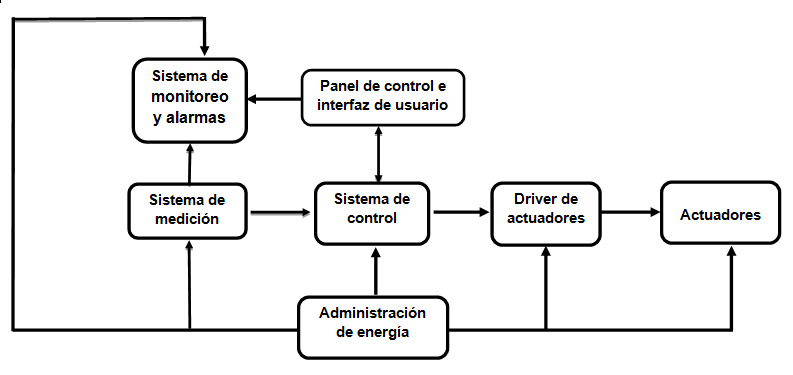 Sistema de
monitoreo
y alarmas
Panel de control e
interfaz de usuario
Sistema de
medición
Sistema de
control
Driver de
actuadores
Actuadores
Administración
de energía